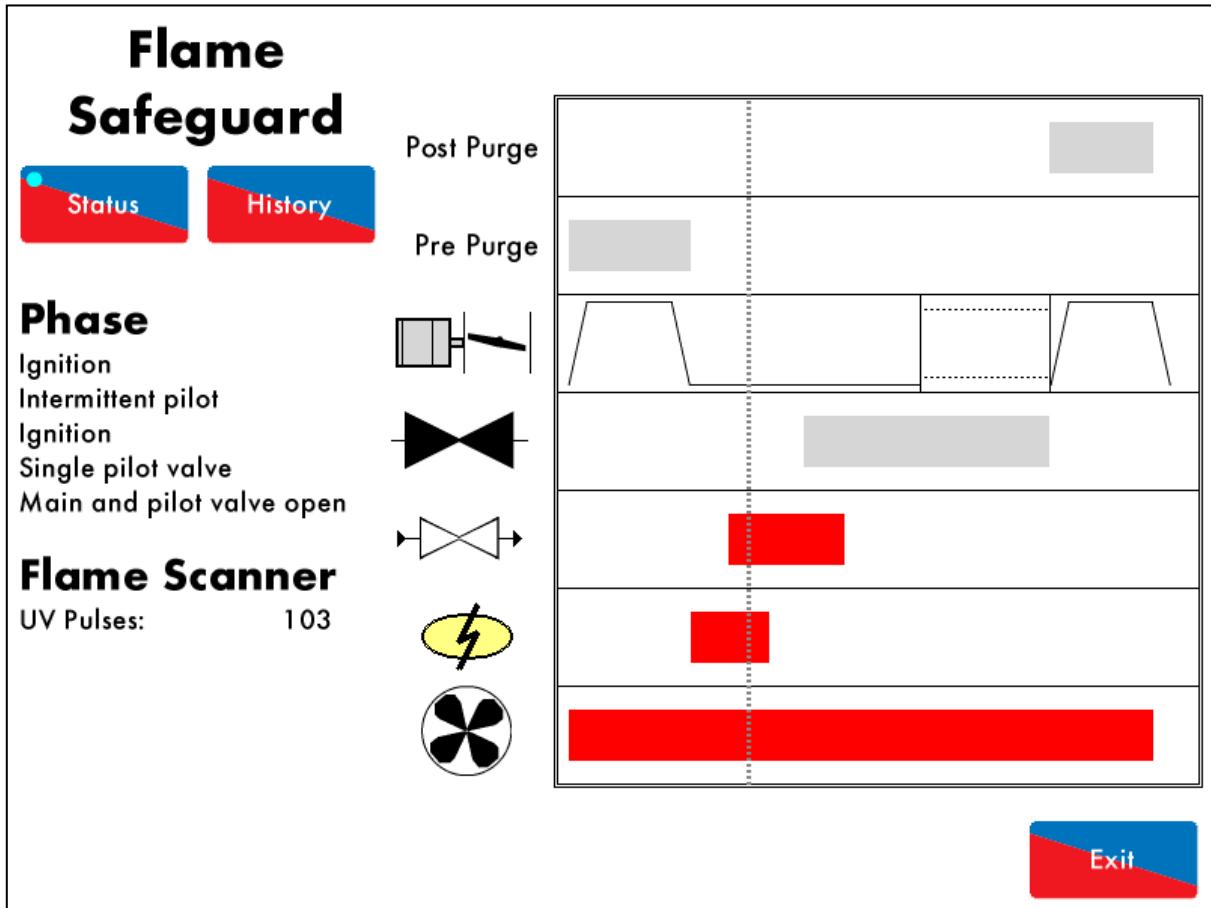 Flame
Safeguard
Status
History
Post Purge
Pre Purge
Phase
Ignition
Intermittent pilot
Ignition
Single pilot valve
Main and pilot valve open
Flame Scanner
UV Pulses: 103
Exit